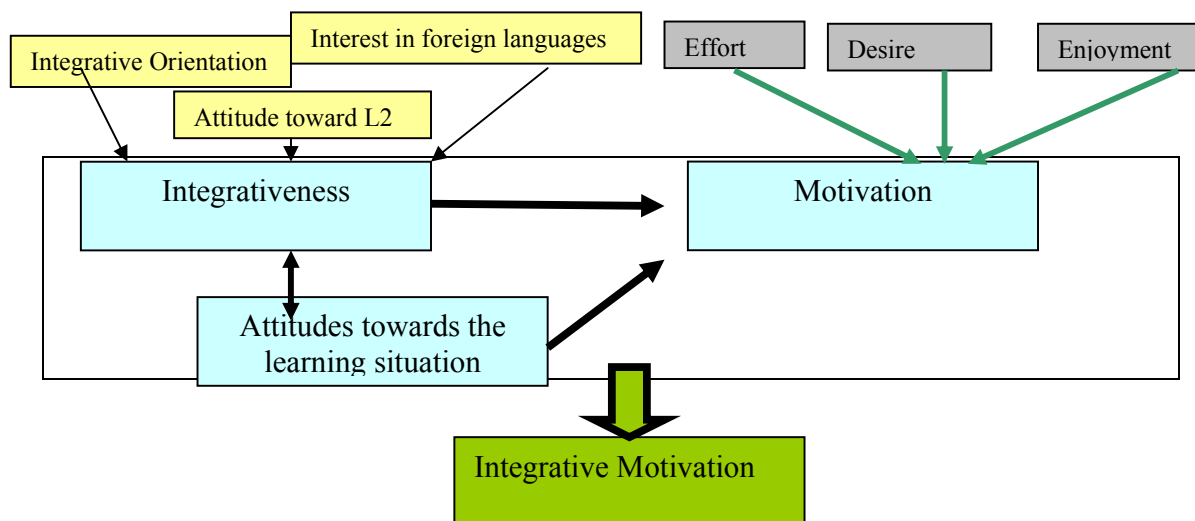 Interest in foreign languages
Integrative Orientation
Attitude toward L2
Effort
Desire
Enjoyment
Integrativeness
Motivation
Attitudes towards the
learning situation
Integrative Motivation